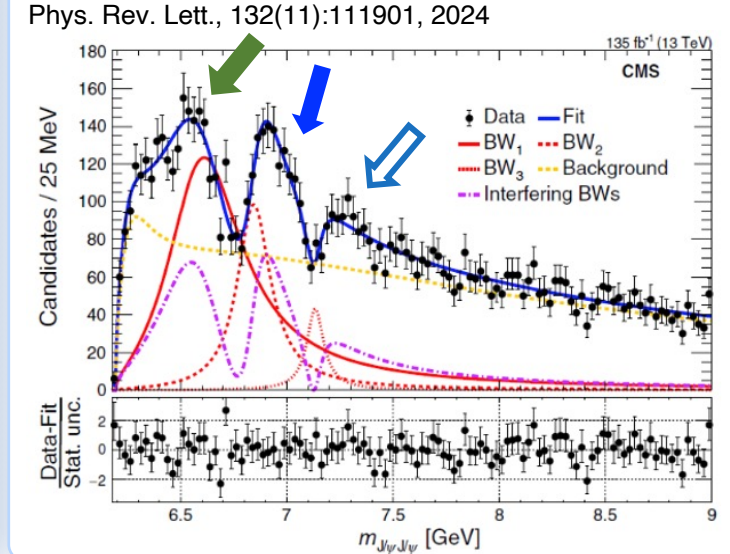 Phys. Rev. Lett., 132(11):111901, 2024
135 fb⁻¹ (13 TeV)
CMS
Candidates / 25 MeV
180
160
140
120
100
80
60
40
20
0
Data Fit
BW₁ BW₂
BW₃ Background
Interfering BWs
Data-Fit
Stat. unc.
2
0
−2
6.5 7 7.5 8 8.5 9
m_J/ψJ/ψ [GeV]